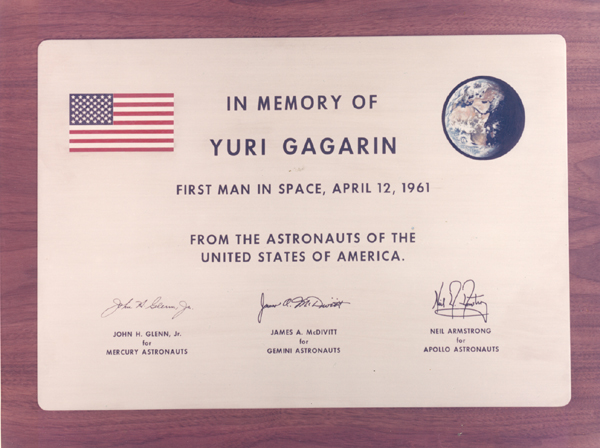 IN MEMORY OF
YURI GAGARIN
FIRST MAN IN SPACE, APRIL 12, 1961
FROM THE ASTRONAUTS OF THE
UNITED STATES OF AMERICA.
John H. Glenn, Jr.
JOHN H. GLENN, Jr.
for
MERCURY ASTRONAUTS
James A. McDivitt
JAMES A. McDIVITT
for
GEMINI ASTRONAUTS
Neil A. Armstrong
NEIL ARMSTRONG
for
APOLLO ASTRONAUTS